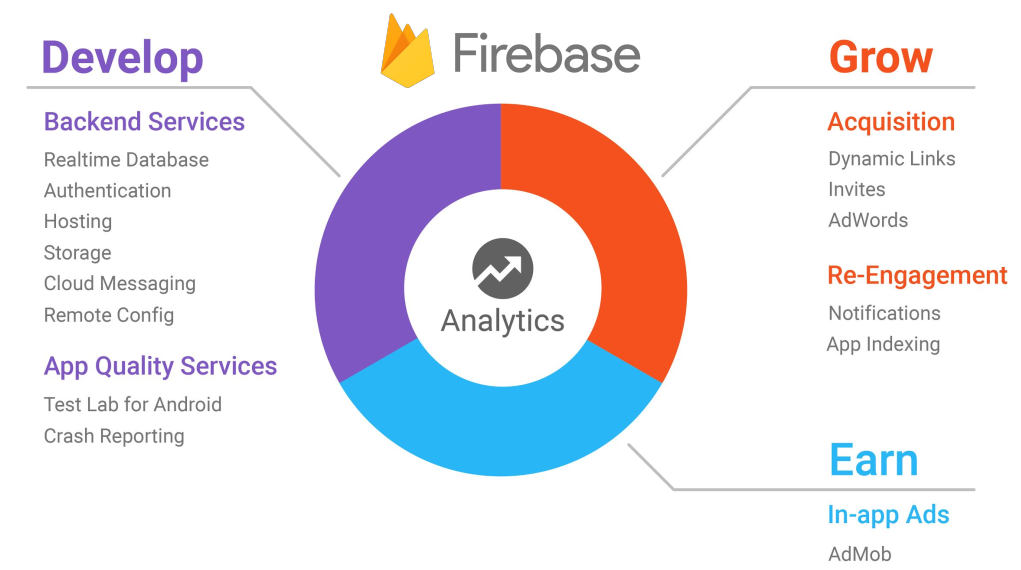 Firebase
Develop
Backend Services
Realtime Database
Authentication
Hosting
Storage
Cloud Messaging
Remote Config
App Quality Services
Test Lab for Android
Crash Reporting
Analytics
Grow
Acquisition
Dynamic Links
Invites
AdWords
Re-Engagement
Notifications
App Indexing
Earn
In-app Ads
AdMob